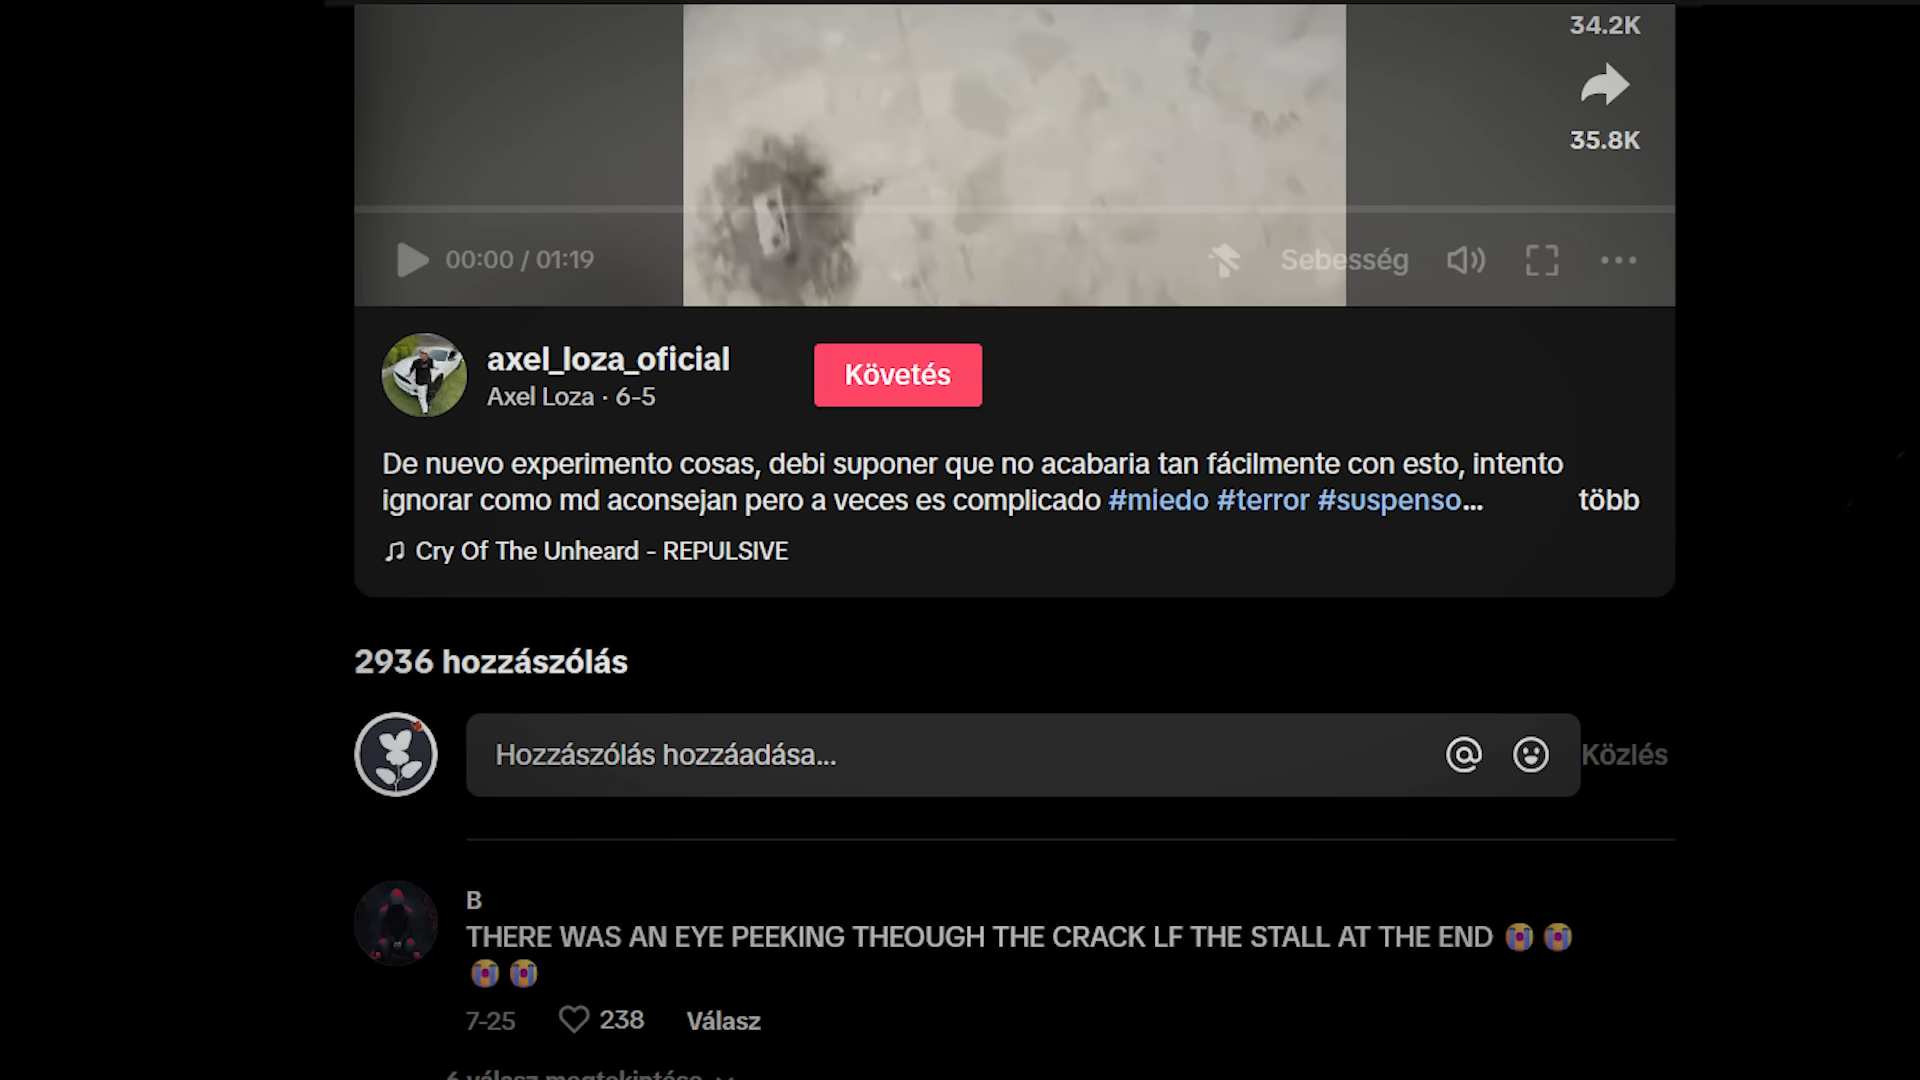 34.2K
35.8K
00:00 / 01:19
Sebesség
axel_loza_oficial
Axel Loza · 6-5
Követés
De nuevo experimento cosas, debi suponer que no acabaria tan fácilmente con esto, intento
ignorar como md aconsejan pero a veces es complicado #miedo #terror #suspenso...
több
Cry Of The Unheard - REPULSIVE
2936 hozzászólás
Hozzászólás hozzáadása...
Közlés
B
THERE WAS AN EYE PEEKING THEOUGH THE CRACK LF THE STALL AT THE END 😭 😭
😭 😭
7-25
238
Válasz
6 válasz megtekintése